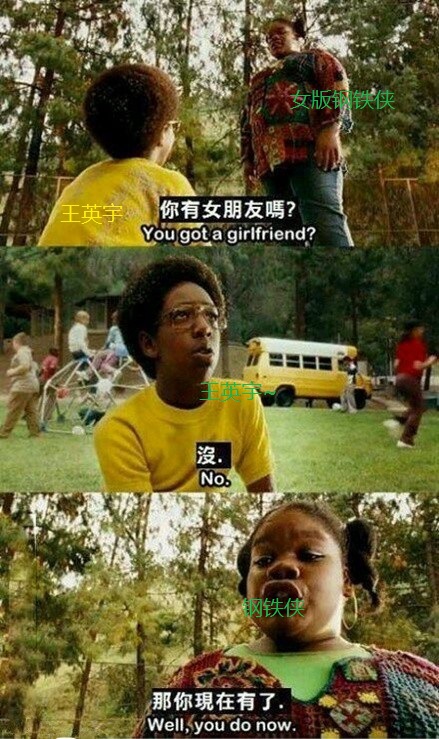 女版钢铁侠
王英宇
你有女朋友嗎?
You got a girlfriend?
王英宇~
沒.
No.
钢铁侠
那你現在有了.
Well, you do now.